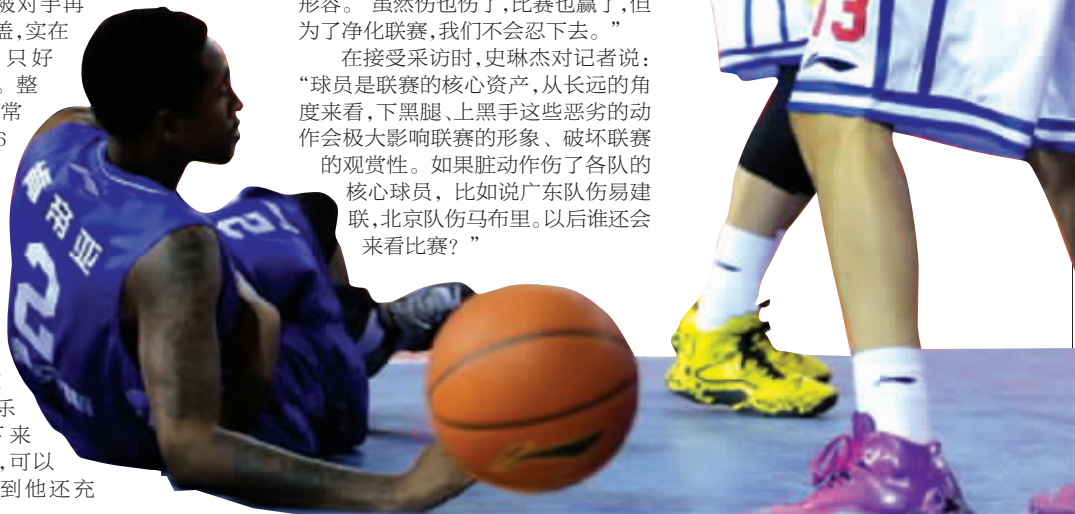 被对手再
盖,实在
只好
。整
常
6
乐
下来
,可以
到他还充
形容。“虽然伤也伤了,比赛也赢了,但
为了净化联赛,我们不会忍下去。”
在接受采访时,史琳杰对记者说:
“球员是联赛的核心资产,从长远的角
度来看,下黑腿、上黑手这些恶劣的动
作会极大影响联赛的形象、破坏联赛
的观赏性。如果脏动作伤了各队的
核心球员,比如说广东队伤易建
联,北京队伤马布里。以后谁还会
来看比赛?”
富帝亚
2
2
13